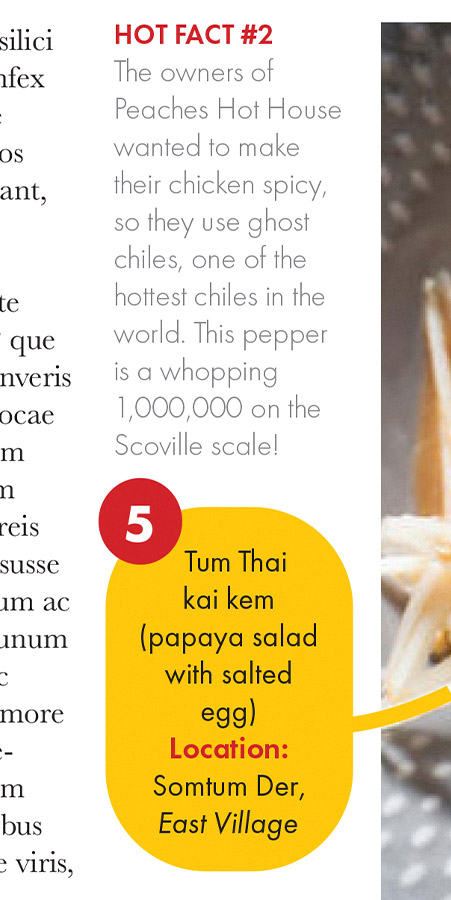 silici
nfex
os
ant,
te
que
nveris
ocae
m
m
reis
susse
um ac
unum
c
more
e-
m
bus
e viris,
HOT FACT #2
The owners of
Peaches Hot House
wanted to make
their chicken spicy,
so they use ghost
chiles, one of the
hottest chiles in the
world. This pepper
is a whopping
1,000,000 on the
Scoville scale!
5
Tum Thai
kai kem
(papaya salad
with salted
egg)
Location:
Somtum Der,
East Village